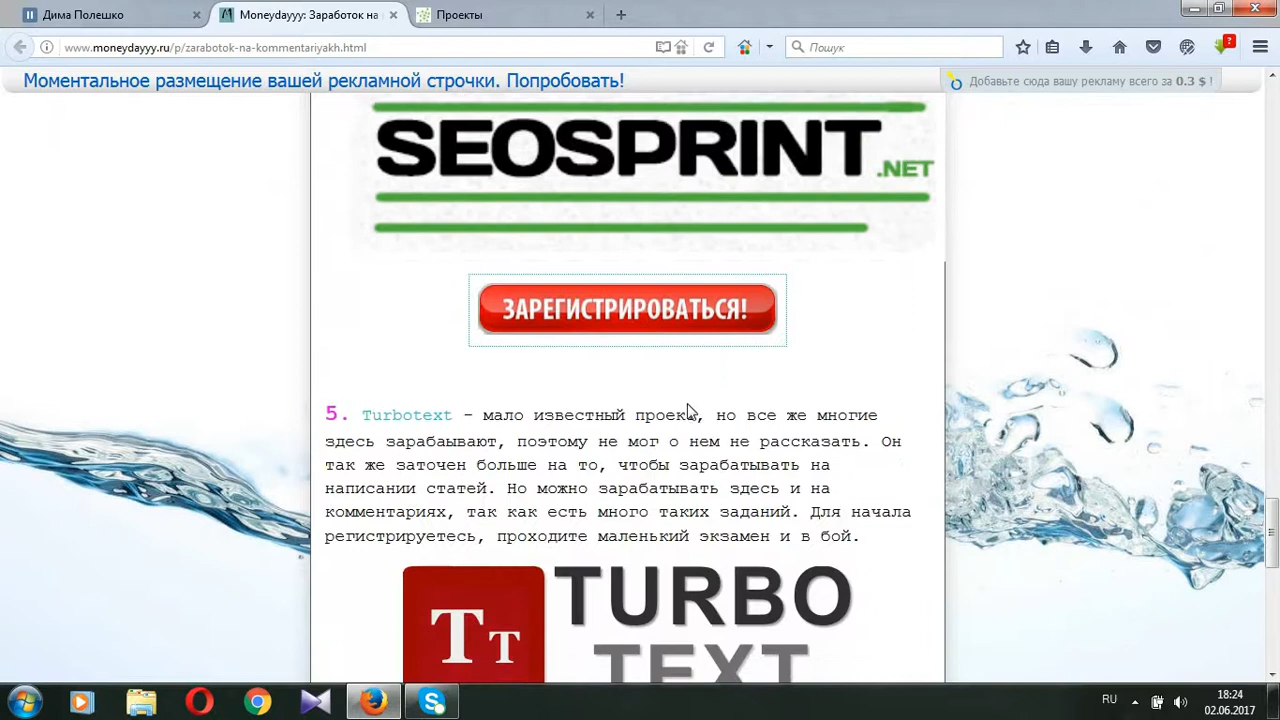 Дима Полешко
Moneydayyy: Заработок на
Проекты
www.moneydayyy.ru/p/zarabotok-na-kommentariyakh.html
Поиск
?
Моментальное размещение вашей рекламной строчки. Попробовать!
Добавьте сюда вашу рекламу всего за 0.3 $ !
SEOSPRINT
.NET
ЗАРЕГИСТРИРОВАТЬСЯ!
5. Turbotext - мало известный проект, но все же многие
здесь зарабаывают, поэтому не мог о нем не рассказать. Он
так же заточен больше на то, чтобы зарабатывать на
написании статей. Но можно зарабатывать здесь и на
комментариях, так как есть много таких заданий. Для начала
регистрируетесь, проходите маленький экзамен и в бой.
TT
TURBO
TEXT
RU
18:24
02.06.2017